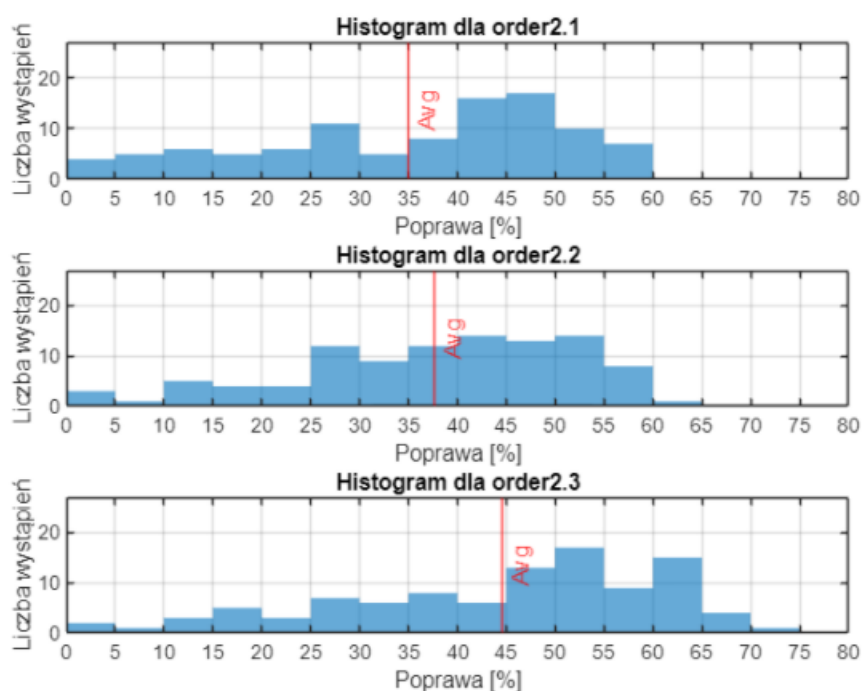 Histogram dla order2.1
Liczba wystąpień
20
10
0
Avg
0 5 10 15 20 25 30 35 40 45 50 55 60 65 70 75 80
Poprawa [%]
Histogram dla order2.2
Liczba wystąpień
20
10
0
Avg
0 5 10 15 20 25 30 35 40 45 50 55 60 65 70 75 80
Poprawa [%]
Histogram dla order2.3
Liczba wystąpień
20
10
0
Avg
0 5 10 15 20 25 30 35 40 45 50 55 60 65 70 75 80
Poprawa [%]